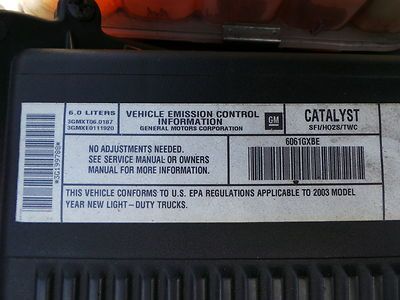 6.0 LITERS
3GMXT06.0187
3GMXE0111920
VEHICLE EMISSION CONTROL
INFORMATION
GENERAL MOTORS CORPORATION
GM
CATALYST
SFI/HO2S/TWC
NO ADJUSTMENTS NEEDED.
SEE SERVICE MANUAL OR OWNERS
MANUAL FOR MORE INFORMATION.
6061GXBE
THIS VEHICLE CONFORMS TO U.S. EPA REGULATIONS APPLICABLE TO 2003 MODEL
YEAR NEW LIGHT-DUTY TRUCKS.